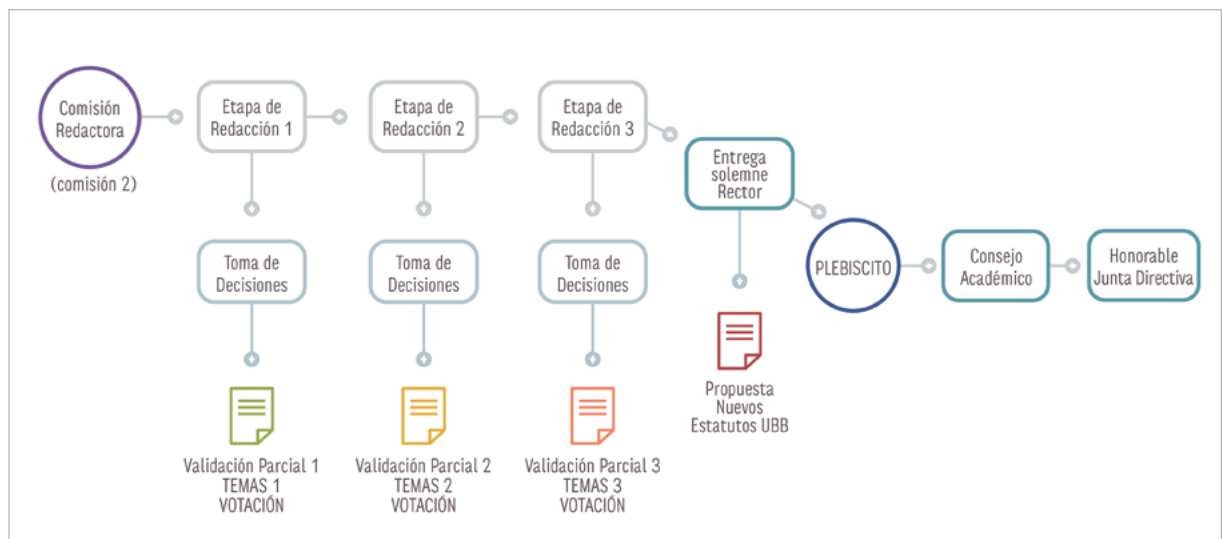 Comisión
Redactora
(comisión 2)
Etapa de
Redacción 1
Etapa de
Redacción 2
Etapa de
Redacción 3
Entrega
solemne
Rector
PLEBISCITO
Consejo
Académico
Honorable
Junta Directiva
Toma de
Decisiones
Toma de
Decisiones
Toma de
Decisiones
Propuesta
Nuevos
Estatutos UBB
Validación Parcial 1
TEMAS 1
VOTACIÓN
Validación Parcial 2
TEMAS 2
VOTACIÓN
Validación Parcial 3
TEMAS 3
VOTACIÓN